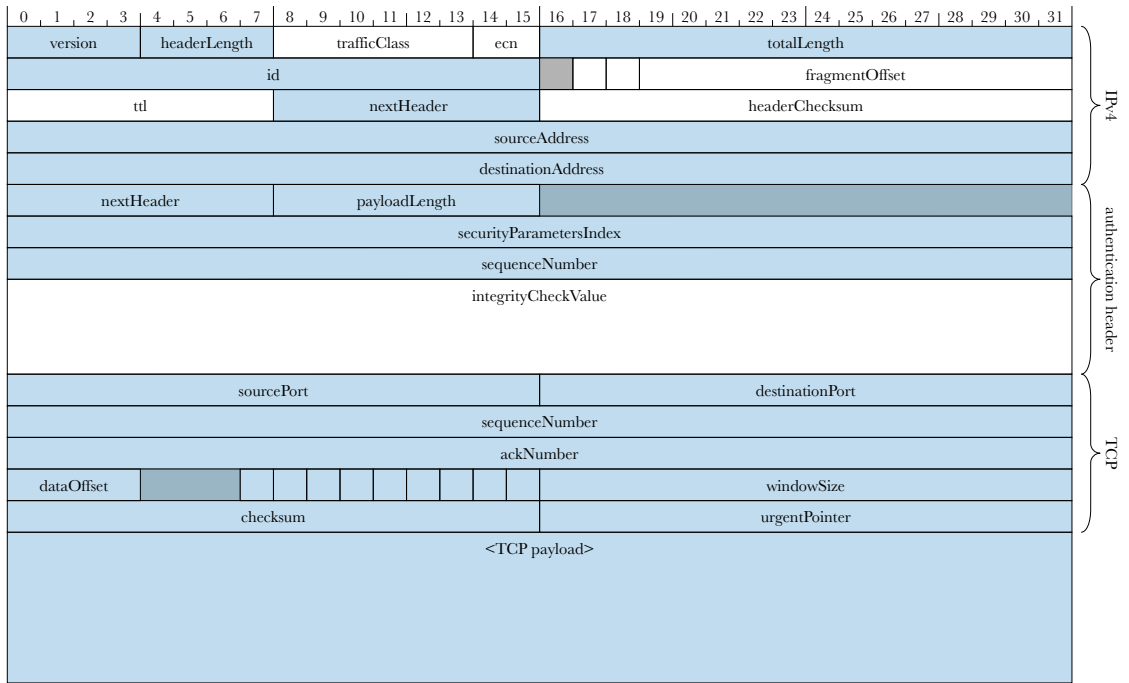 0 1 2 3 4 5 6 7 8 9 10 11 12 13 14 15 16 17 18 19 20 21 22 23 24 25 26 27 28 29 30 31
version headerLength trafficClass ecn totalLength
id fragmentOffset
ttl nextHeader headerChecksum
sourceAddress
destinationAddress
IPv4
nextHeader payloadLength
securityParametersIndex
sequenceNumber
integrityCheckValue
authentication header
sourcePort destinationPort
sequenceNumber
ackNumber
dataOffset windowSize
checksum urgentPointer
TCP
<TCP payload>